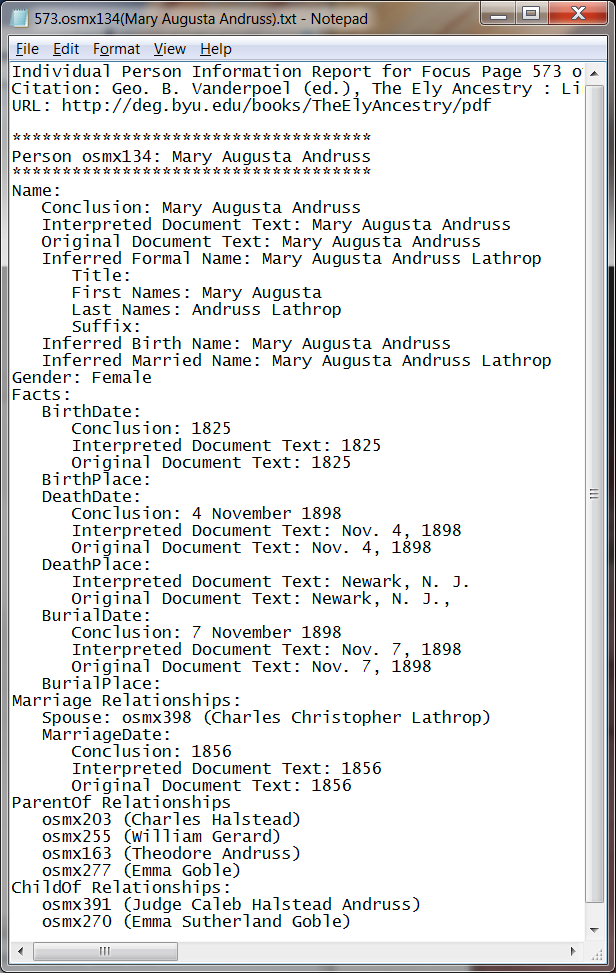 573.osmx134(Mary Augusta Andruss).txt - Notepad
File Edit Format View Help
Individual Person Information Report for Focus Page 573 o
Citation: Geo. B. Vanderpoel (ed.), The Ely Ancestry : Li
URL: http://deg.byu.edu/books/TheElyAncestry/pdf
************************************
Person osmx134: Mary Augusta Andruss
************************************
Name:
Conclusion: Mary Augusta Andruss
Interpreted Document Text: Mary Augusta Andruss
Original Document Text: Mary Augusta Andruss
Inferred Formal Name: Mary Augusta Andruss Lathrop
Title:
First Names: Mary Augusta
Last Names: Andruss Lathrop
Suffix:
Inferred Birth Name: Mary Augusta Andruss
Inferred Married Name: Mary Augusta Andruss Lathrop
Gender: Female
Facts:
BirthDate:
Conclusion: 1825
Interpreted Document Text: 1825
Original Document Text: 1825
BirthPlace:
DeathDate:
Conclusion: 4 November 1898
Interpreted Document Text: Nov. 4, 1898
Original Document Text: Nov. 4, 1898
DeathPlace:
Interpreted Document Text: Newark, N. J.
Original Document Text: Newark, N. J.,
BurialDate:
Conclusion: 7 November 1898
Interpreted Document Text: Nov. 7, 1898
Original Document Text: Nov. 7, 1898
BurialPlace:
Marriage Relationships:
Spouse: osmx398 (Charles Christopher Lathrop)
MarriageDate:
Conclusion: 1856
Interpreted Document Text: 1856
Original Document Text: 1856
ParentOf Relationships
osmx203 (Charles Halstead)
osmx255 (William Gerard)
osmx163 (Theodore Andruss)
osmx277 (Emma Goble)
ChildOf Relationships:
osmx391 (Judge Caleb Halstead Andruss)
osmx270 (Emma Sutherland Goble)